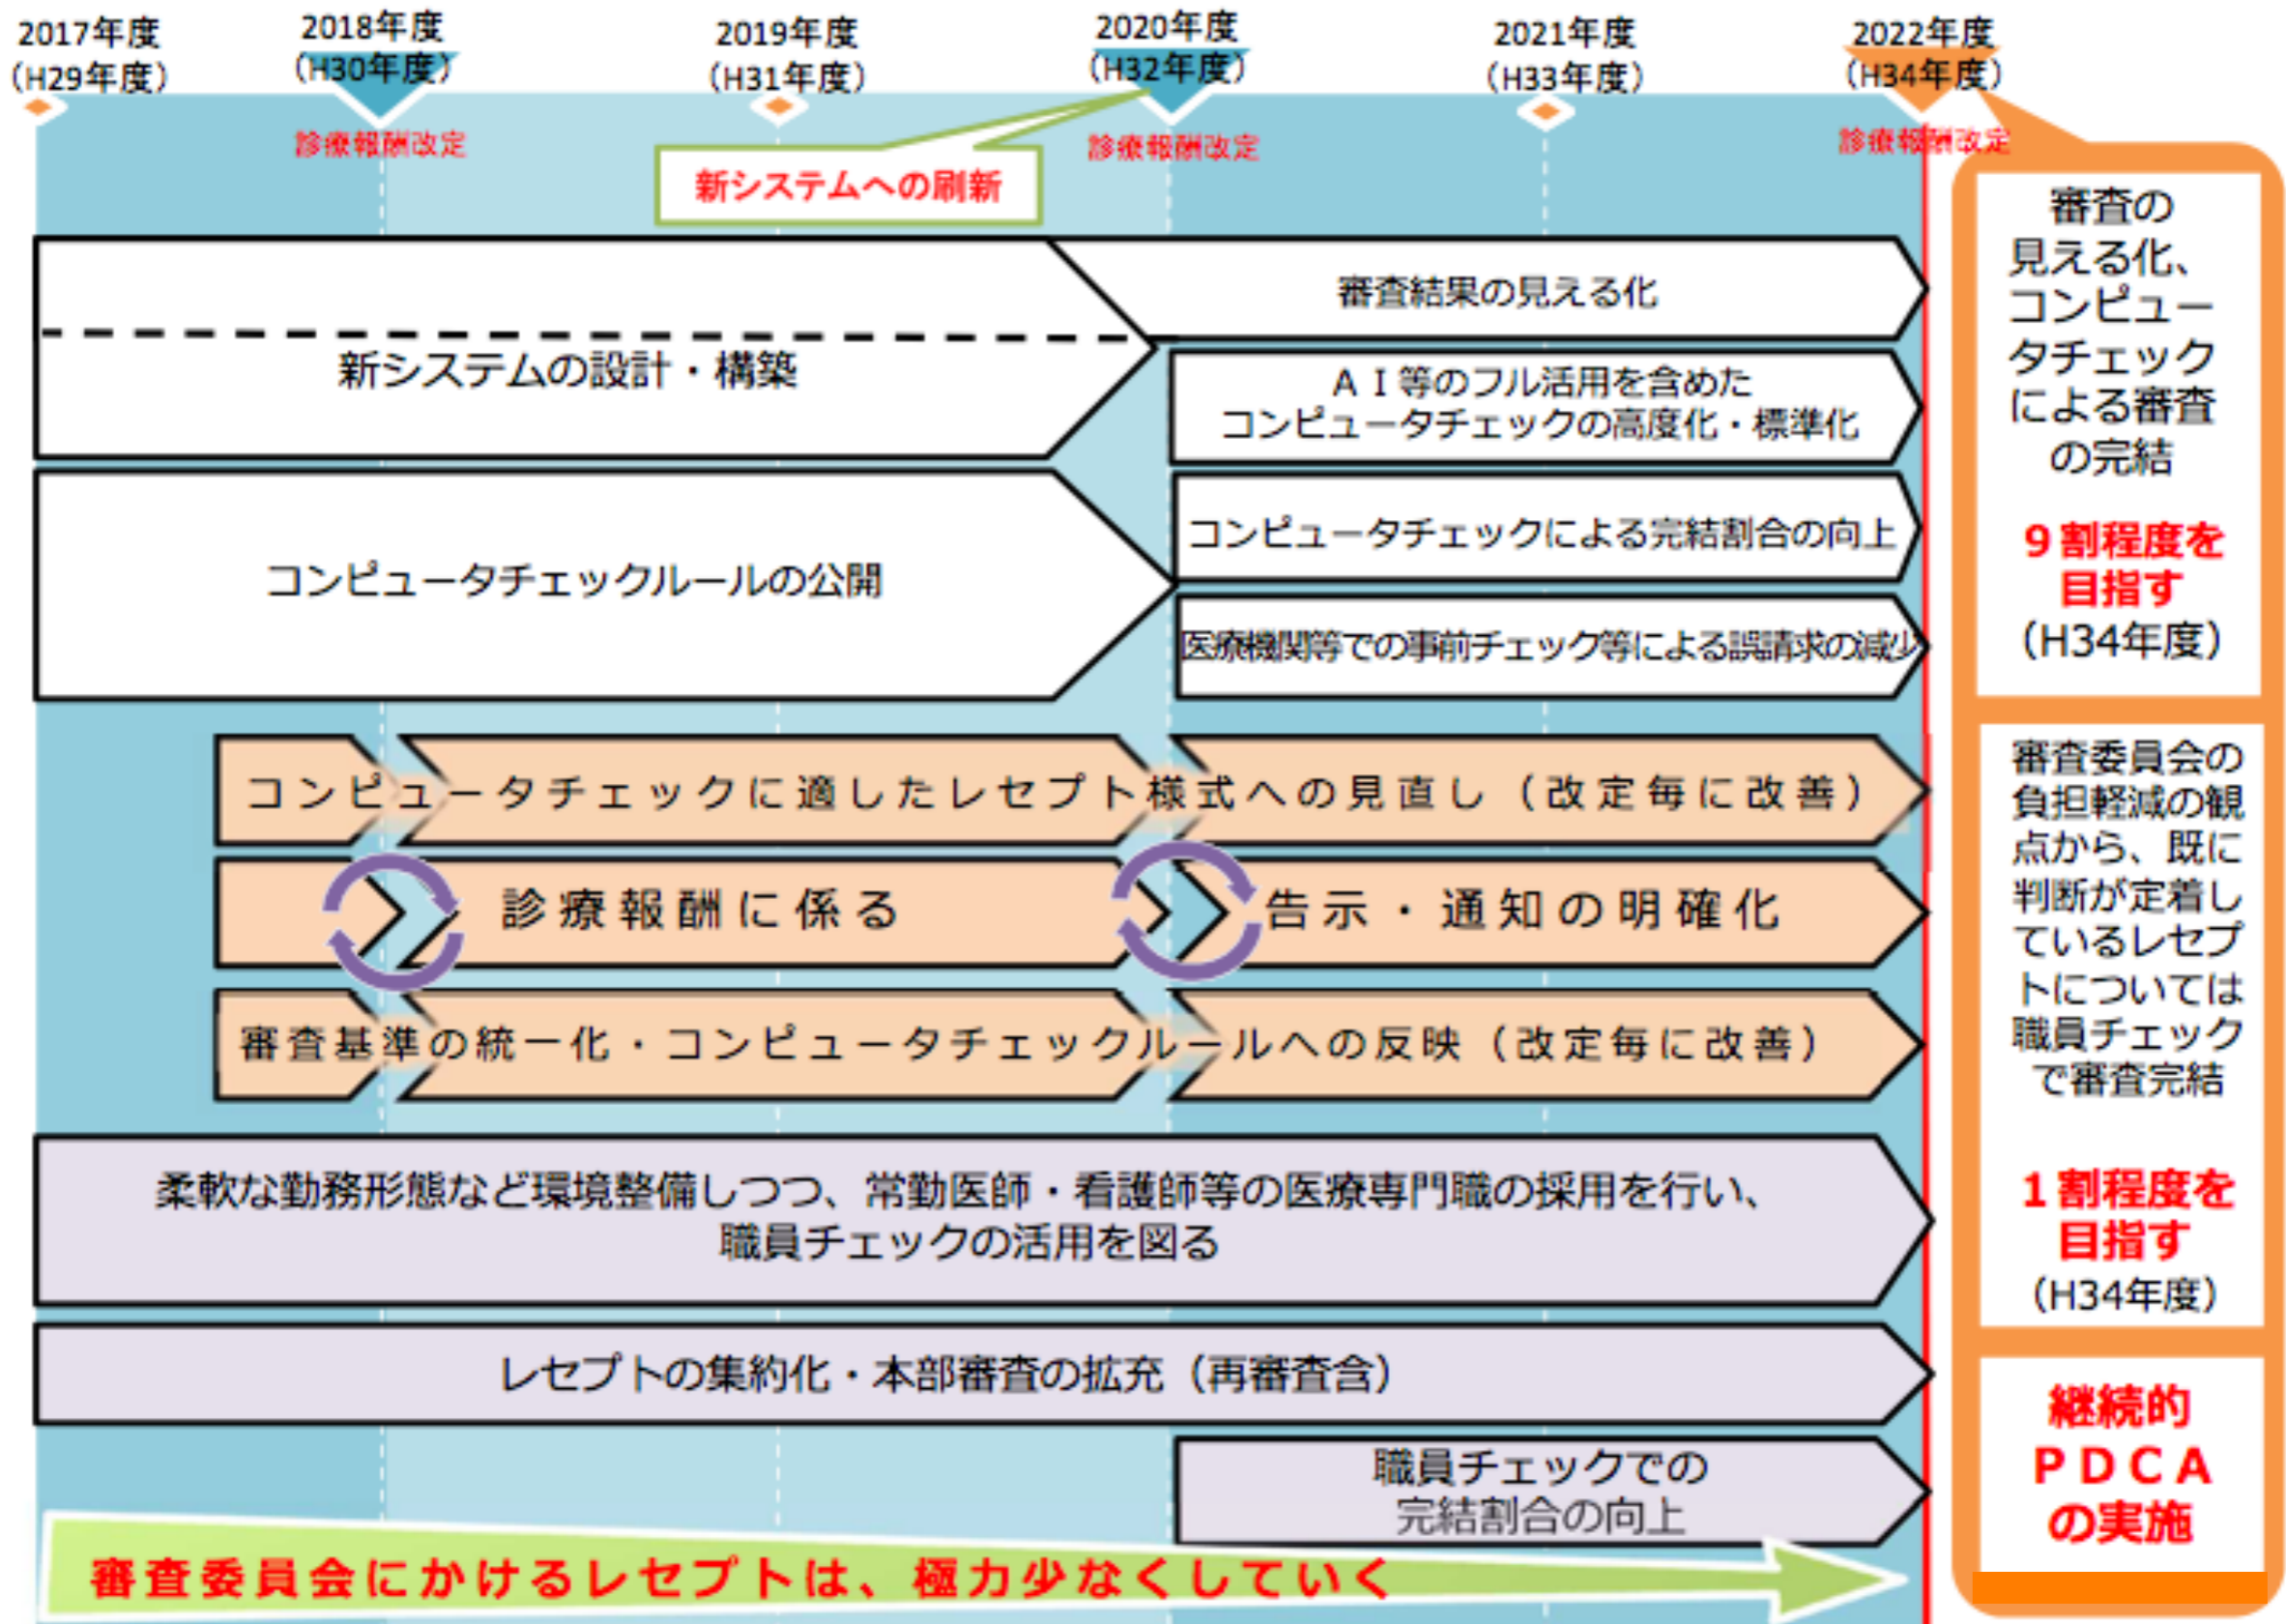 2017年度
（H29年度）
2018年度
（H30年度）
2019年度
（H31年度）
2020年度
（H32年度）
2021年度
（H33年度）
2022年度
（H34年度）
診療報酬改定
診療報酬改定
診療報酬改定
新システムへの刷新
新システムの設計・構築
審査結果の見える化
ＡＩ等のフル活用を含めた
コンピュータチェックの高度化・標準化
コンピュータチェックルールの公開
コンピュータチェックによる完結割合の向上
医療機関等での事前チェック等による誤請求の減少
コンピュータチェックに適したレセプト様式への見直し（改定毎に改善）
診療報酬に係る　告示・通知の明確化
審査基準の統一化・コンピュータチェックルールへの反映（改定毎に改善）
柔軟な勤務形態など環境整備しつつ、常勤医師・看護師等の医療専門職の採用を行い、
職員チェックの活用を図る
レセプトの集約化・本部審査の拡充（再審査含）
職員チェックでの
完結割合の向上
審査委員会にかけるレセプトは、極力少なくしていく
審査の
見える化、
コンピュー
タチェック
による審査
の完結
９割程度を
目指す
（H34年度）
審査委員会の
負担軽減の観
点から、既に
判断が定着し
ているレセプ
トについては
職員チェック
で審査完結
１割程度を
目指す
（H34年度）
継続的
ＰＤＣＡ
の実施